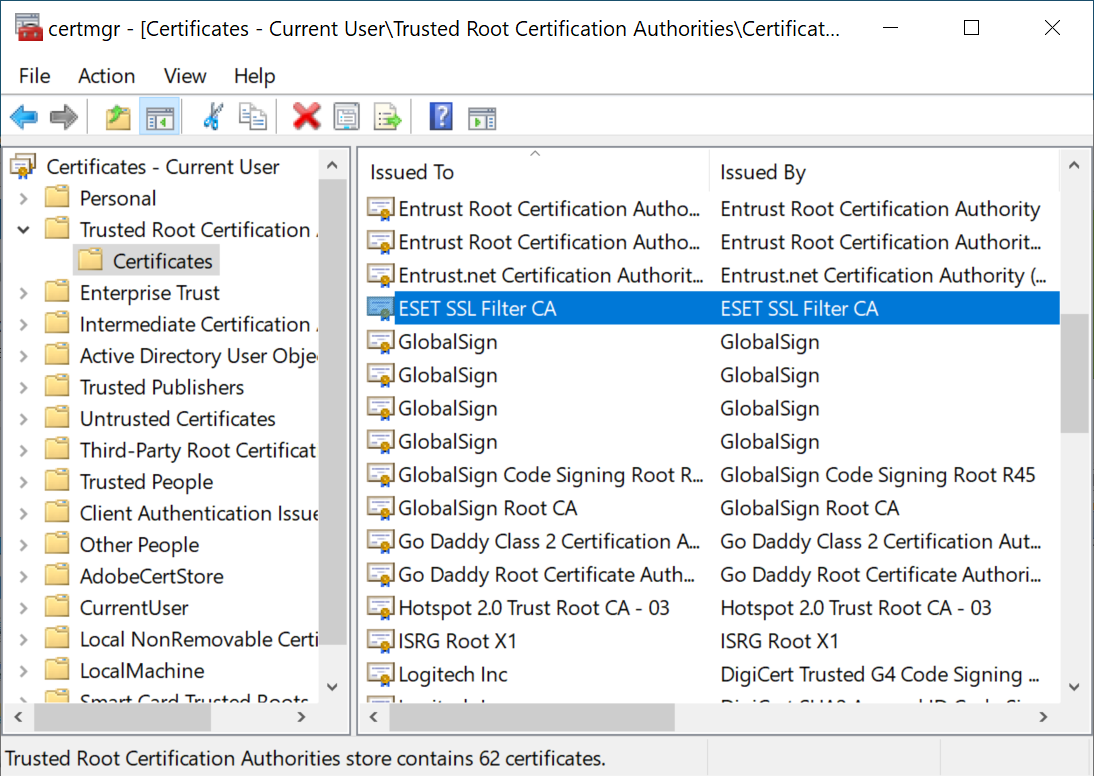 certmgr - [Certificates - Current User\Trusted Root Certification Authorities\Certificat...
File Action View Help
Certificates - Current User
Personal
Trusted Root Certification
Certificates
Enterprise Trust
Intermediate Certification
Active Directory User Obje
Trusted Publishers
Untrusted Certificates
Third-Party Root Certificat
Trusted People
Client Authentication Issue
Other People
AdobeCertStore
CurrentUser
Local NonRemovable Certi
LocalMachine
Smart Card Trusted Roots
Issued To Issued By
Entrust Root Certification Autho... Entrust Root Certification Authority
Entrust Root Certification Autho... Entrust Root Certification Authorit...
Entrust.net Certification Authorit... Entrust.net Certification Authority (...
ESET SSL Filter CA ESET SSL Filter CA
GlobalSign GlobalSign
GlobalSign GlobalSign
GlobalSign GlobalSign
GlobalSign GlobalSign
GlobalSign Code Signing Root R... GlobalSign Code Signing Root R45
GlobalSign Root CA GlobalSign Root CA
Go Daddy Class 2 Certification A... Go Daddy Class 2 Certification Aut...
Go Daddy Root Certificate Auth... Go Daddy Root Certificate Authori...
Hotspot 2.0 Trust Root CA - 03 Hotspot 2.0 Trust Root CA - 03
ISRG Root X1 ISRG Root X1
Logitech Inc DigiCert Trusted G4 Code Signing ...
Trusted Root Certification Authorities store contains 62 certificates.